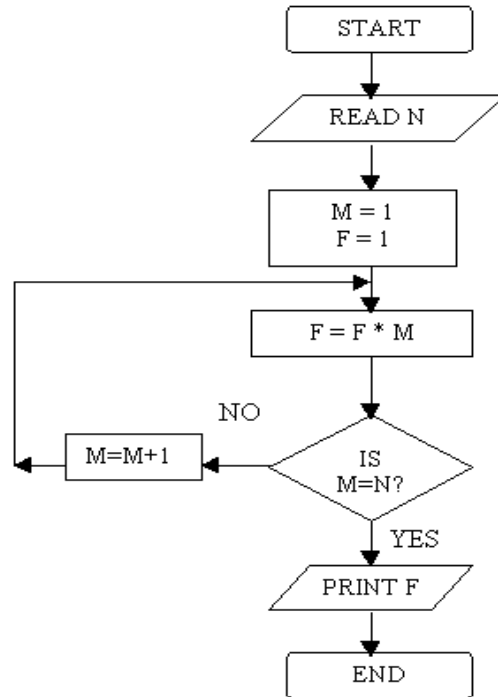 START
READ N
M = 1
F = 1
F = F * M
NO
M=M+1
IS
M=N?
YES
PRINT F
END